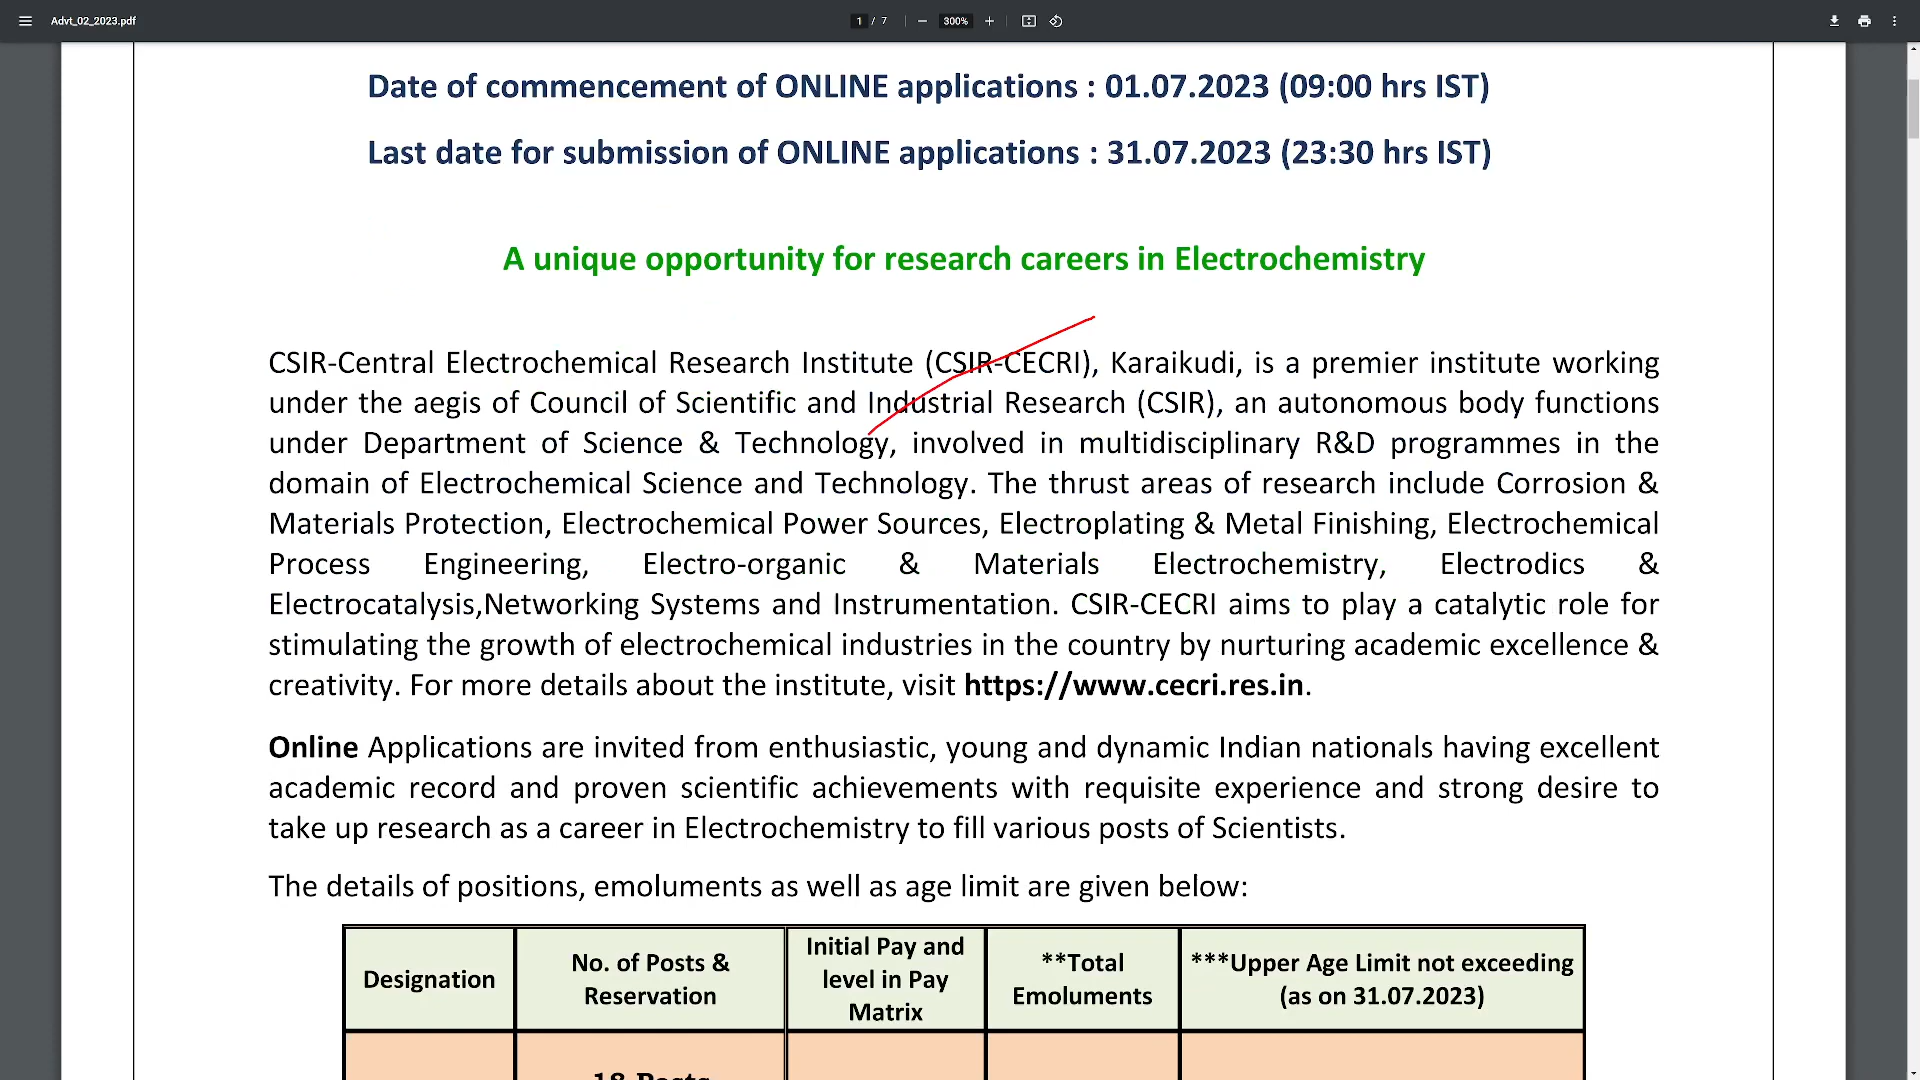 Advt_02_2023.pdf
1 / 7
300%
Date of commencement of ONLINE applications : 01.07.2023 (09:00 hrs IST)
Last date for submission of ONLINE applications : 31.07.2023 (23:30 hrs IST)
A unique opportunity for research careers in Electrochemistry
CSIR-Central Electrochemical Research Institute (CSIR-CECRI), Karaikudi, is a premier institute working
under the aegis of Council of Scientific and Industrial Research (CSIR), an autonomous body functions
under Department of Science & Technology, involved in multidisciplinary R&D programmes in the
domain of Electrochemical Science and Technology. The thrust areas of research include Corrosion &
Materials Protection, Electrochemical Power Sources, Electroplating & Metal Finishing, Electrochemical
Process Engineering, Electro-organic & Materials Electrochemistry, Electrodics &
Electrocatalysis,Networking Systems and Instrumentation. CSIR-CECRI aims to play a catalytic role for
stimulating the growth of electrochemical industries in the country by nurturing academic excellence &
creativity. For more details about the institute, visit https://www.cecri.res.in.
Online Applications are invited from enthusiastic, young and dynamic Indian nationals having excellent
academic record and proven scientific achievements with requisite experience and strong desire to
take up research as a career in Electrochemistry to fill various posts of Scientists.
The details of positions, emoluments as well as age limit are given below:
Designation
No. of Posts &
Reservation
Initial Pay and
level in Pay
Matrix
**Total
Emoluments
***Upper Age Limit not exceeding
(as on 31.07.2023)
18 Posts